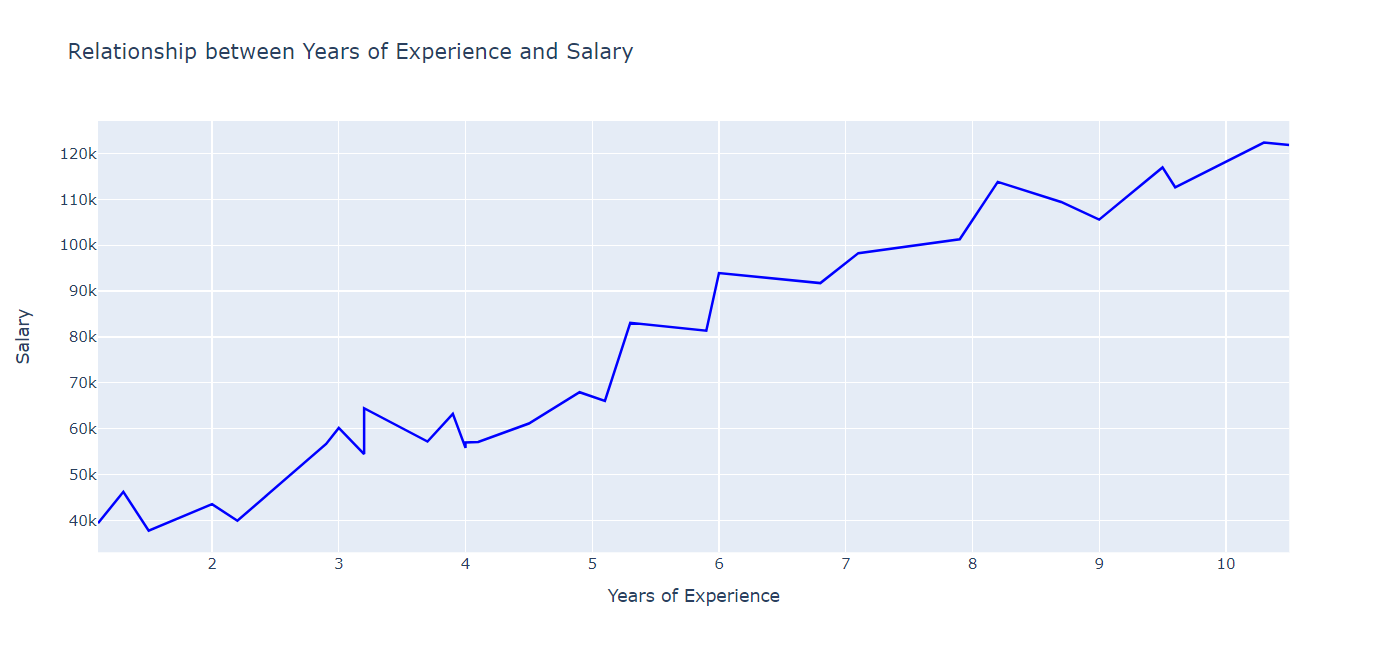 Relationship between Years of Experience and Salary
120k
110k
100k
90k
80k
70k
60k
50k
40k
Salary
2 3 4 5 6 7 8 9 10
Years of Experience